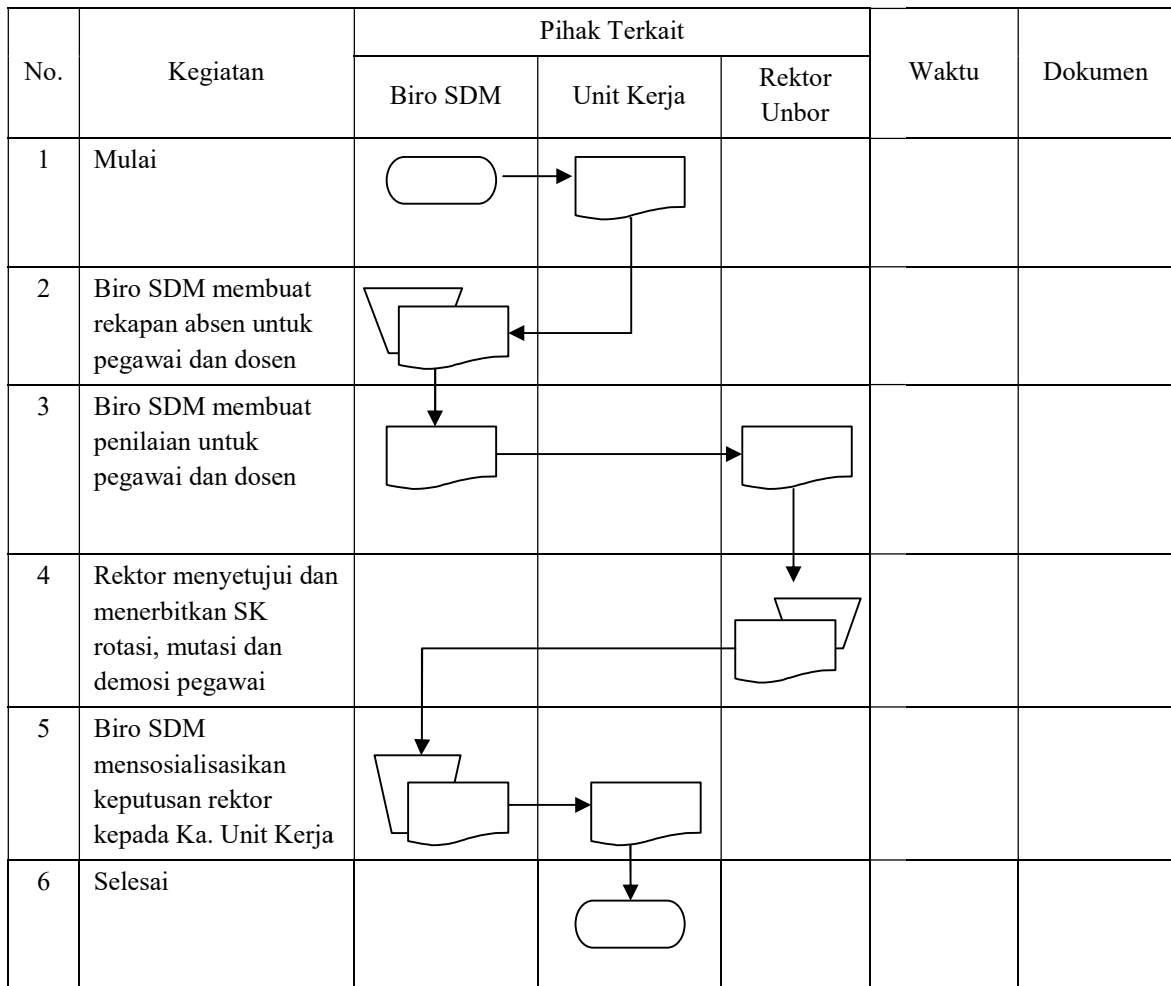 Pihak Terkait
No.
Kegiatan
Biro SDM
Unit Kerja
Rektor
Unbor
Waktu
Dokumen
1
Mulai
2
Biro SDM membuat
rekapan absen untuk
pegawai dan dosen
3
Biro SDM membuat
penilaian untuk
pegawai dan dosen
4
Rektor menyetujui dan
menerbitkan SK
rotasi, mutasi dan
demosi pegawai
5
Biro SDM
mensosialisasikan
keputusan rektor
kepada Ka. Unit Kerja
6
Selesai